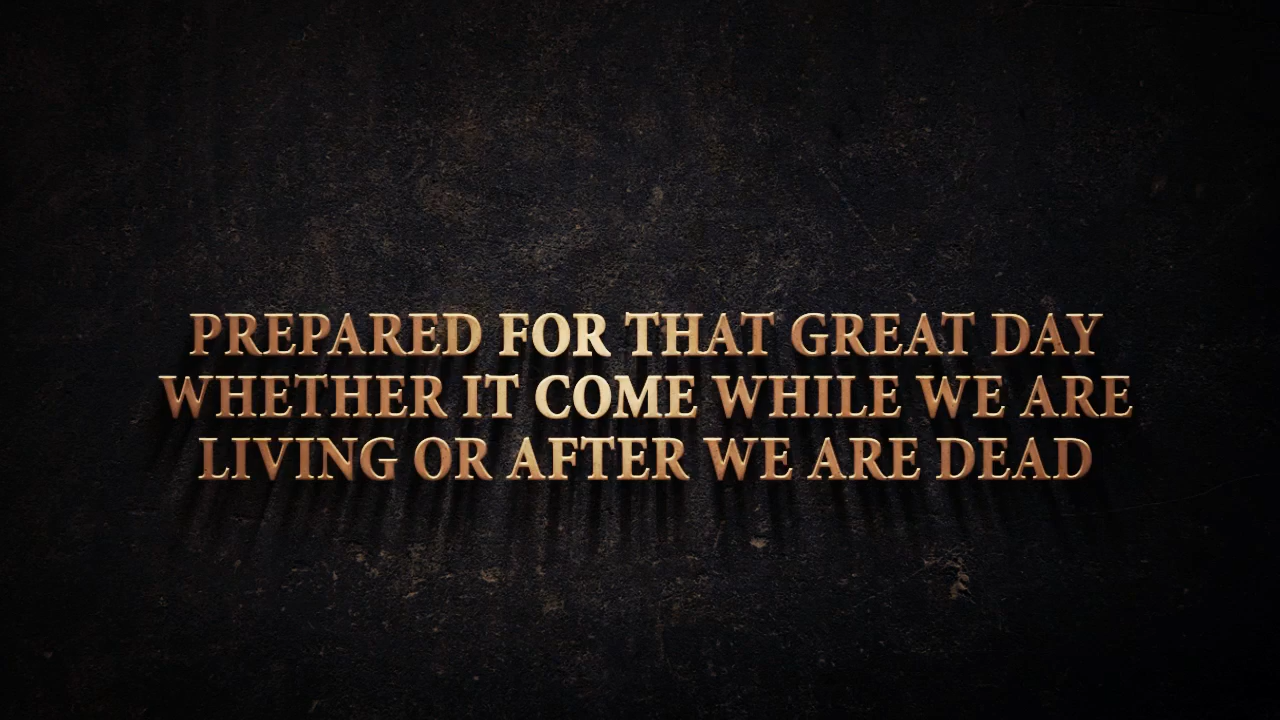 PREPARED FOR THAT GREAT DAY
WHETHER IT COME WHILE WE ARE
LIVING OR AFTER WE ARE DEAD